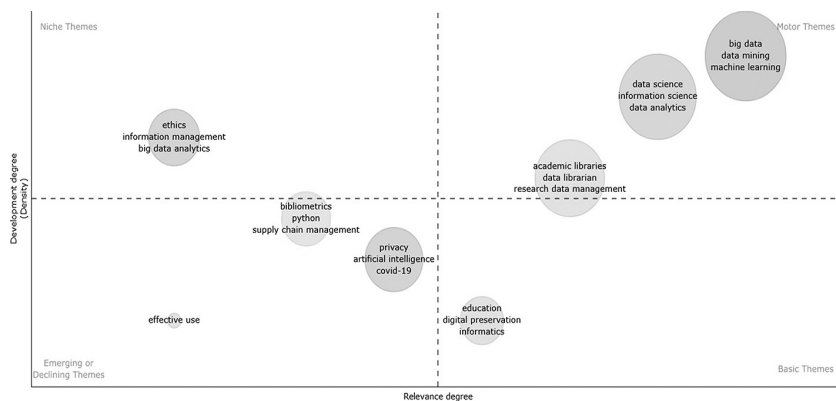 Niche Themes
Motor Themes
big data
data mining
machine learning
data science
information science
data analytics
ethics
information management
big data analytics
academic libraries
data librarian
research data management
Development degree
(Density)
bibliometrics
python
supply chain management
privacy
artificial intelligence
covid-19
education
digital preservation
informatics
effective use
Emerging or
Declining Themes
Basic Themes
Relevance degree